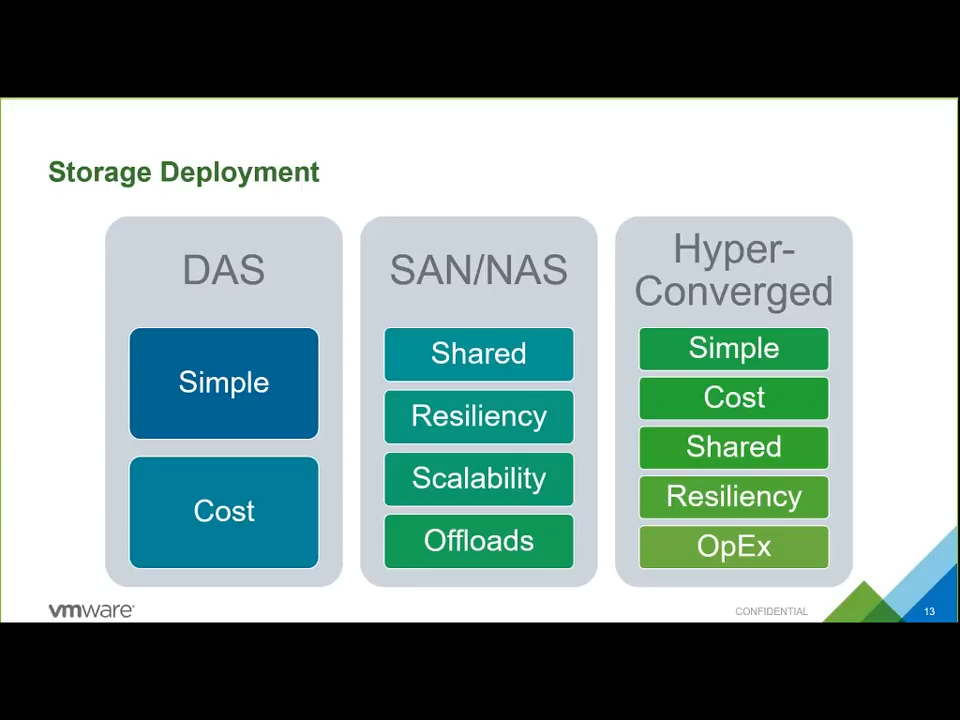 Storage Deployment
DAS
Simple
Cost
SAN/NAS
Shared
Resiliency
Scalability
Offloads
Hyper-
Converged
Simple
Cost
Shared
Resiliency
OpEx
vmware®
CONFIDENTIAL
13